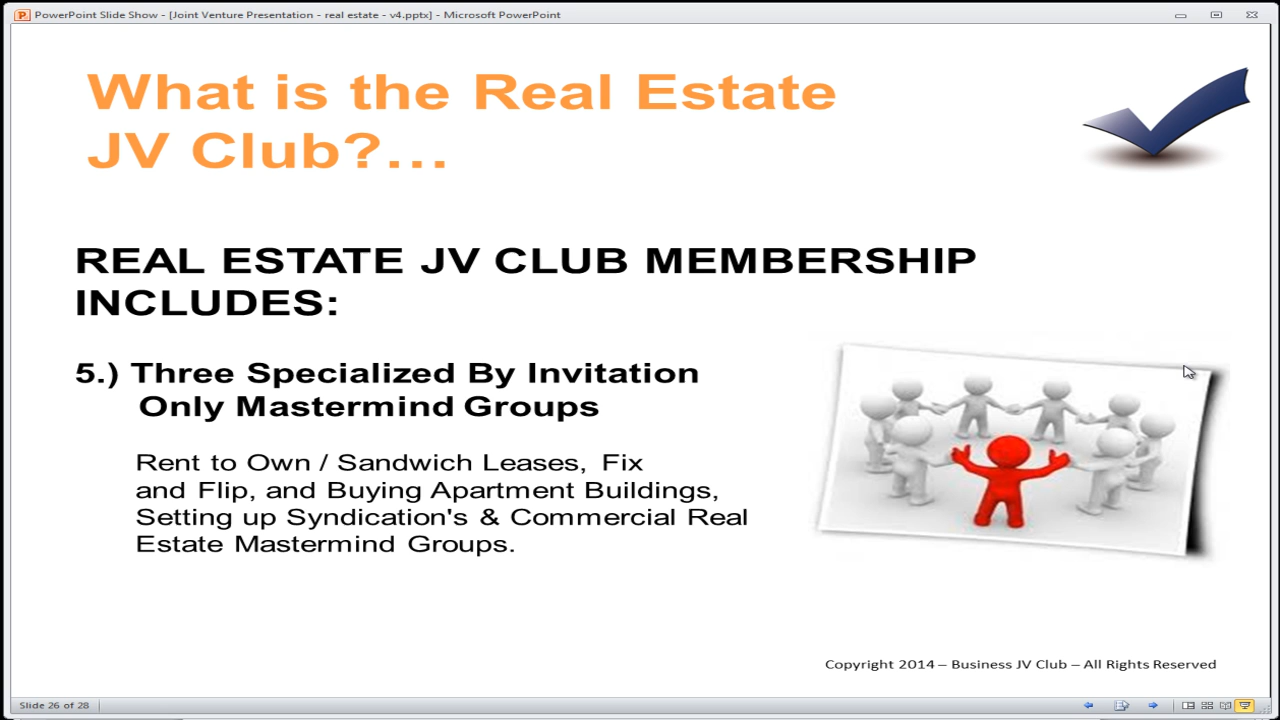 PowerPoint Slide Show - [Joint Venture Presentation - real estate - v4.pptx] - Microsoft PowerPoint
What is the Real Estate
JV Club?...
REAL ESTATE JV CLUB MEMBERSHIP
INCLUDES:
5.) Three Specialized By Invitation
Only Mastermind Groups
Rent to Own / Sandwich Leases, Fix
and Flip, and Buying Apartment Buildings,
Setting up Syndication's & Commercial Real
Estate Mastermind Groups.
Copyright 2014 – Business JV Club – All Rights Reserved
Slide 26 of 28